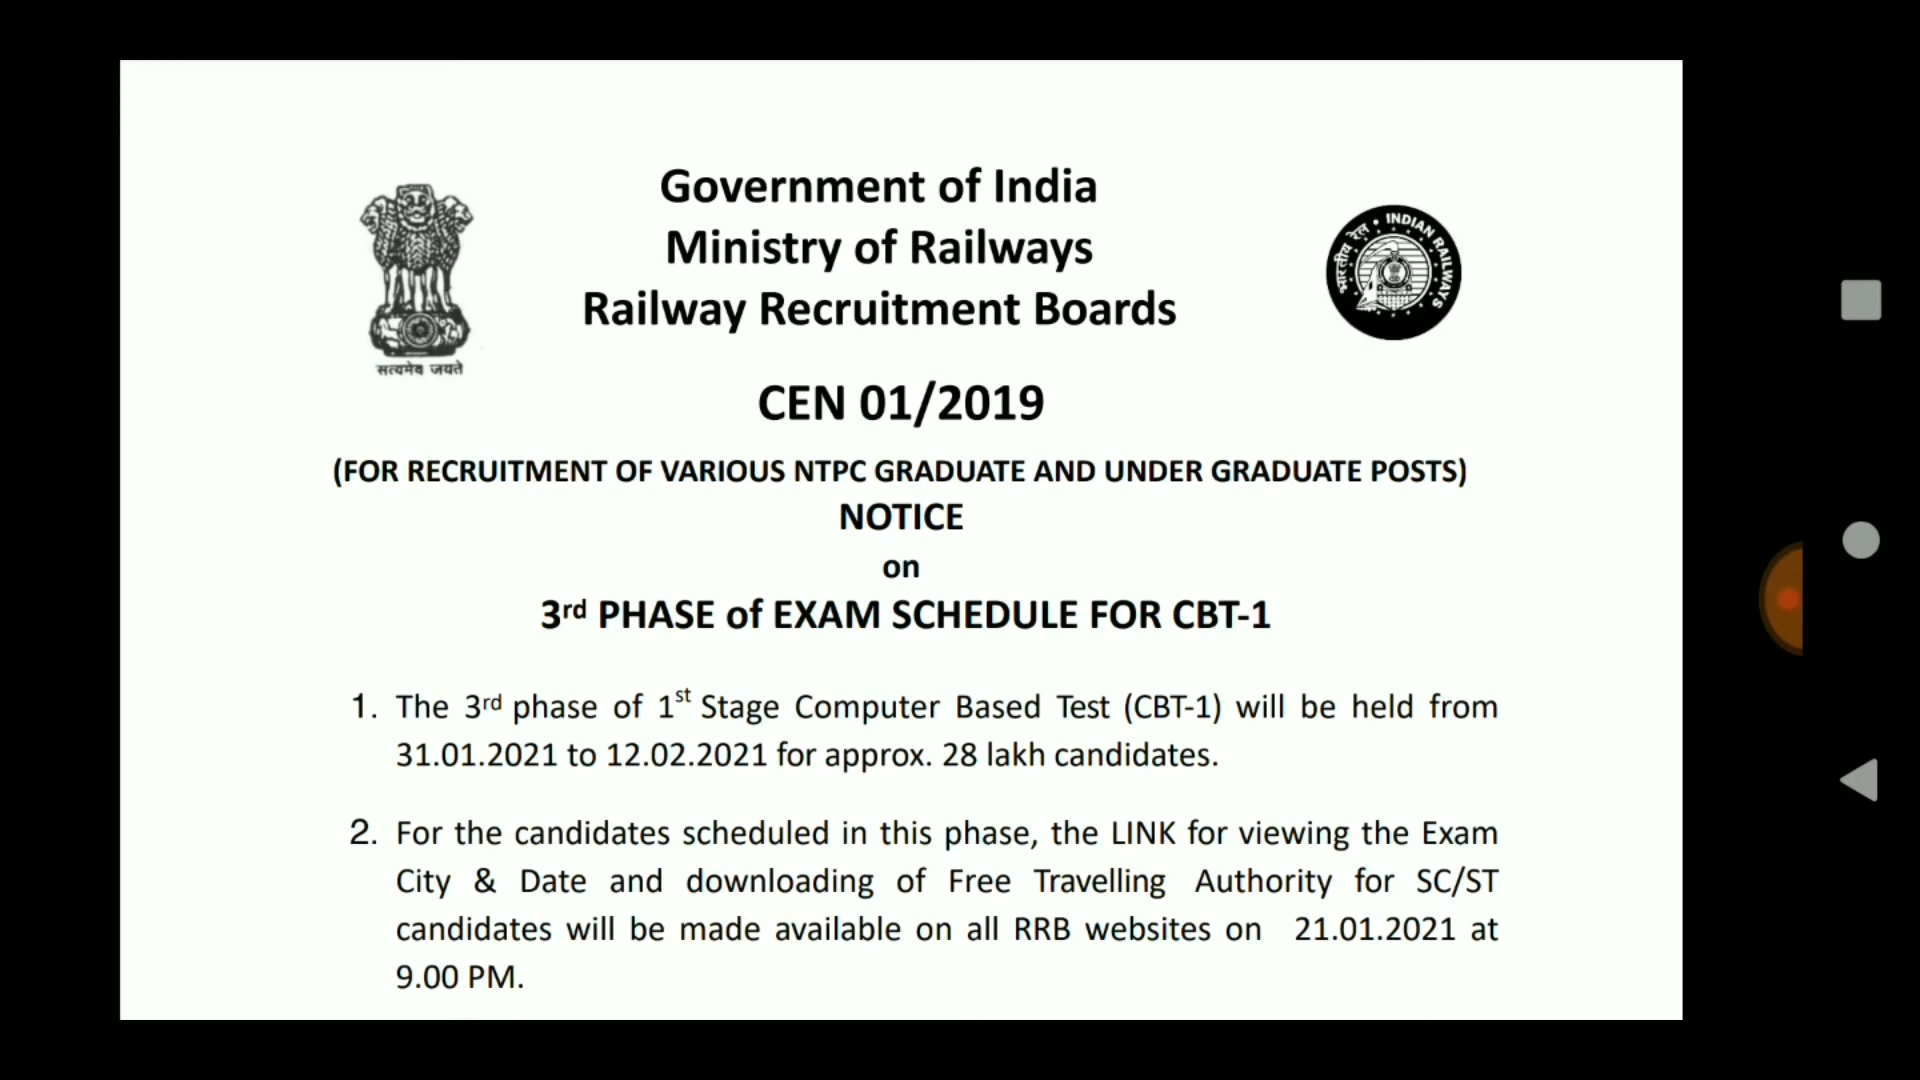 Government of India
Ministry of Railways
Railway Recruitment Boards
सत्यमेव जयते
भारतीय रेल • INDIAN RAILWAYS
CEN 01/2019
(FOR RECRUITMENT OF VARIOUS NTPC GRADUATE AND UNDER GRADUATE POSTS)
NOTICE
on
3rd PHASE of EXAM SCHEDULE FOR CBT-1
1. The 3rd phase of 1st Stage Computer Based Test (CBT-1) will be held from
31.01.2021 to 12.02.2021 for approx. 28 lakh candidates.
2. For the candidates scheduled in this phase, the LINK for viewing the Exam
City & Date and downloading of Free Travelling Authority for SC/ST
candidates will be made available on all RRB websites on 21.01.2021 at
9.00 PM.